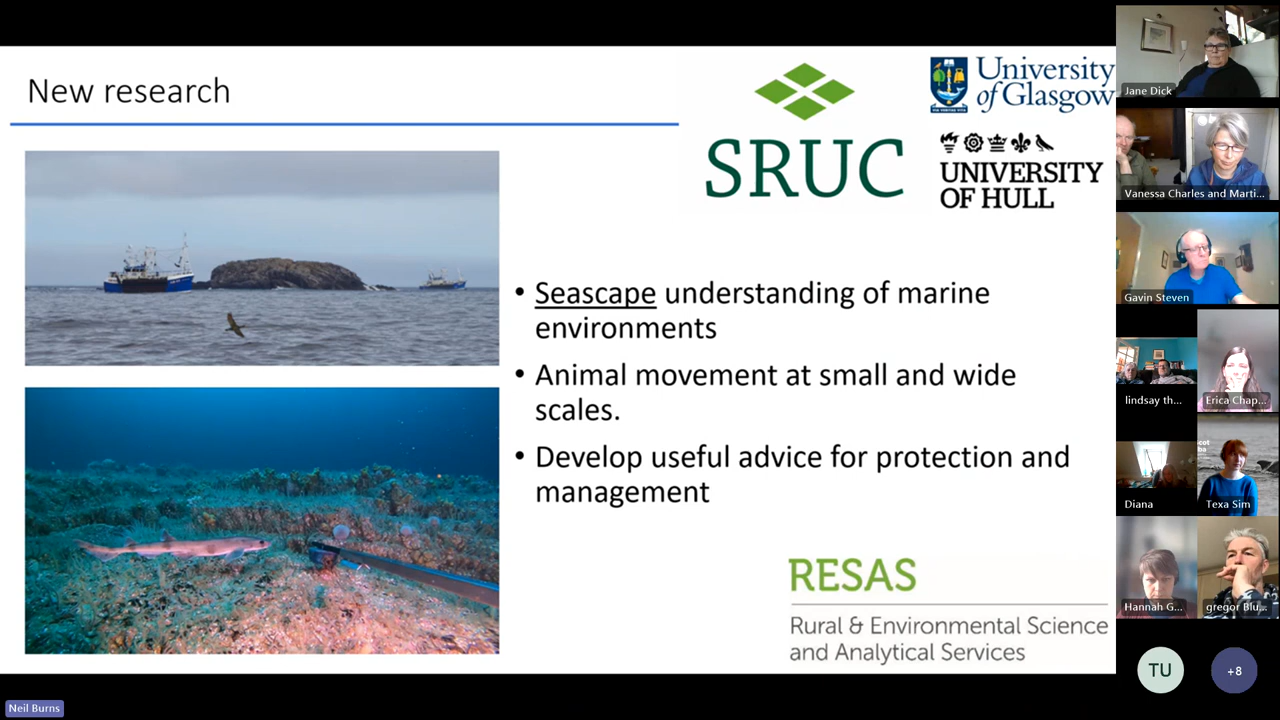 New research
SRUC
University
of Glasgow
UNIVERSITY
OF HULL
• Seascape understanding of marine
environments
• Animal movement at small and wide
scales.
• Develop useful advice for protection and
management
RESAS
Rural & Environmental Science
and Analytical Services
Jane Dick
Vanessa Charles and Marti...
Gavin Steven
lindsay th...
Erica Chap...
Diana
Texa Sim
Hannah G...
gregor Blu...
TU
+8
Neil Burns